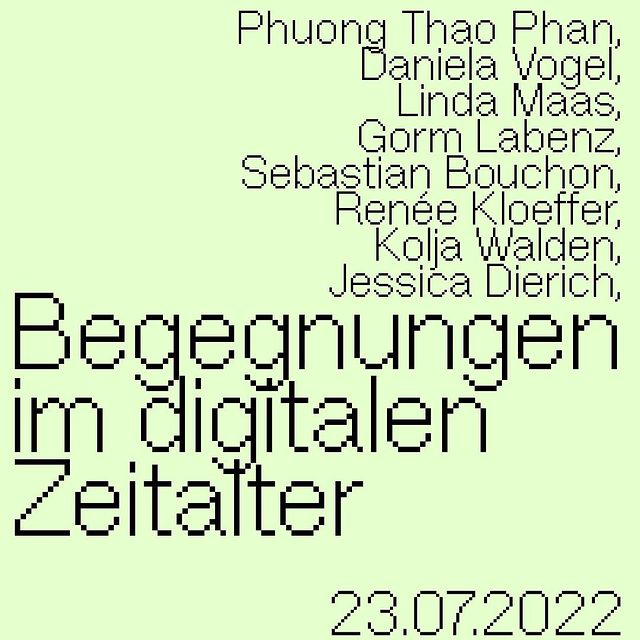 Phuong Thao Phan,
Daniela Vogel,
Linda Maas,
Gorm Labenz,
Sebastian Bouchon,
Renée Kloeffer,
Kolja Walden,
Jessica Dierich,
Begegnungen
im digitalen
Zeitalter
23.07.2022